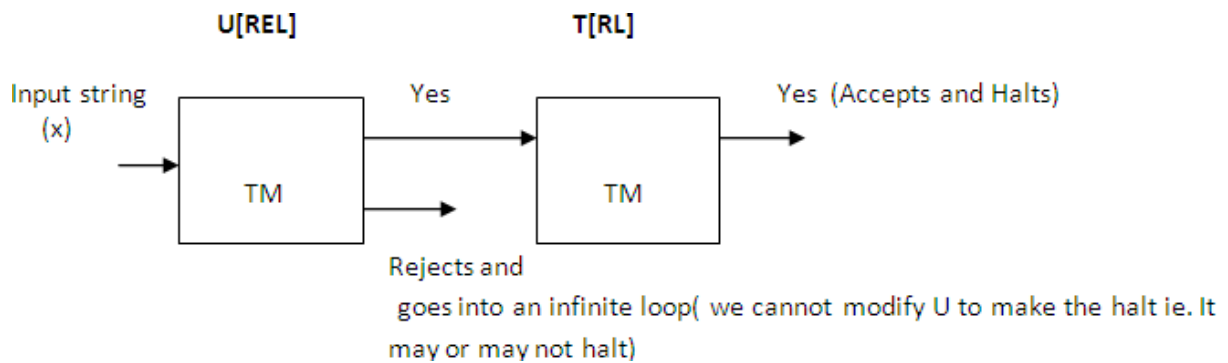 U[REL] T[RL]
Input string Yes Yes (Accepts and Halts)
(x)
TM TM
Rejects and
goes into an infinite loop( we cannot modify U to make the halt ie. It
may or may not halt)